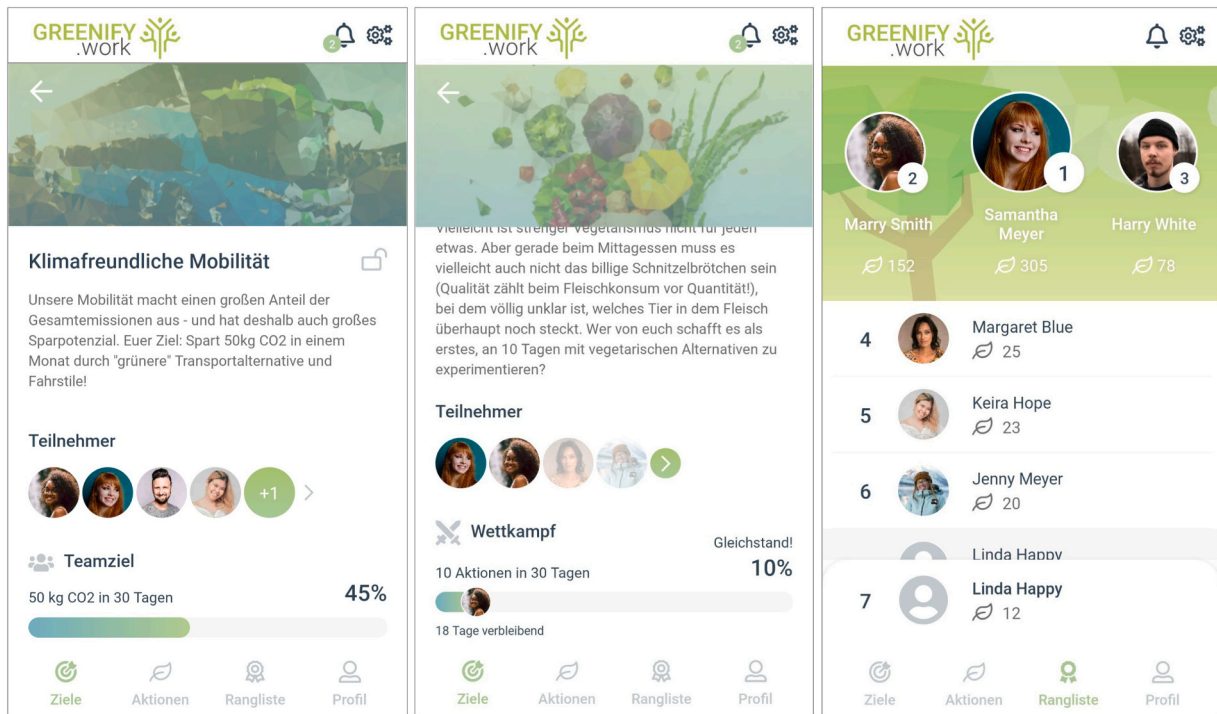 GREENIFY
.work
2
Klimafreundliche Mobilität
Unsere Mobilität macht einen großen Anteil der
Gesamtemissionen aus - und hat deshalb auch großes
Sparpotenzial. Euer Ziel: Spart 50kg CO2 in einem
Monat durch "grünere" Transportalternative und
Fahrstile!
Teilnehmer
+1
Teamziel
50 kg CO2 in 30 Tagen
45%
Ziele
Aktionen
Rangliste
Profil
GREENIFY
.work
2
Vielleicht ist strenger Vegetarismus nicht für jeden
etwas. Aber gerade beim Mittagessen muss es
vielleicht auch nicht das billige Schnitzelbrötchen sein
(Qualität zählt beim Fleischkonsum vor Quantität!),
bei dem völlig unklar ist, welches Tier in dem Fleisch
überhaupt noch steckt. Wer von euch schafft es als
erstes, an 10 Tagen mit vegetarischen Alternativen zu
experimentieren?
Teilnehmer
Wettkampf
Gleichstand!
10 Aktionen in 30 Tagen
10%
18 Tage verbleibend
Ziele
Aktionen
Rangliste
Profil
GREENIFY
.work
2
1
3
Marry Smith
Samantha
Meyer
Harry White
152
305
78
4
Margaret Blue
25
5
Keira Hope
23
6
Jenny Meyer
20
Linda Happy
7
Linda Happy
12
Ziele
Aktionen
Rangliste
Profil